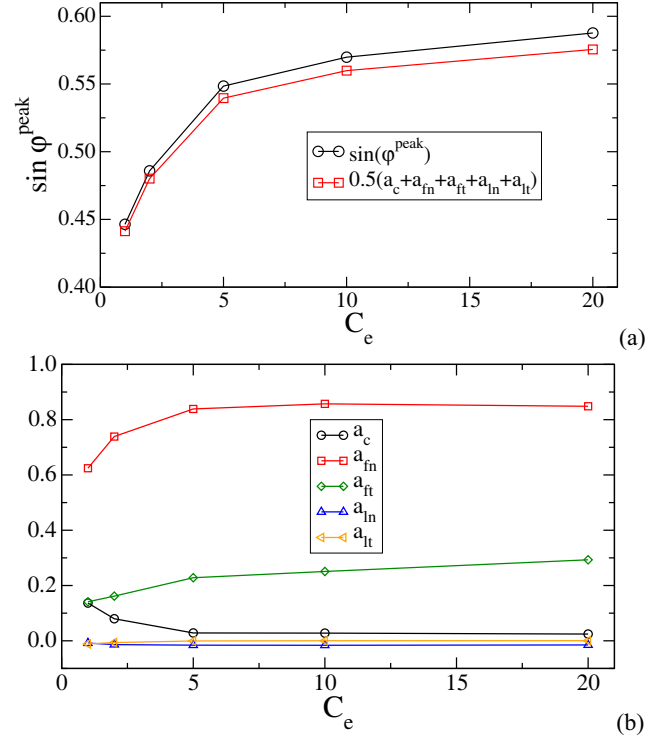 0.60
0.55
0.50
0.45
0.40
sin φ^peak
sin(φ^peak)
0.5(a_c+a_fn+a_ft+a_ln+a_lt)
0 5 10 15 20
C_e
(a)
1.0
0.8
0.6
0.4
0.2
0.0
a_c
a_fn
a_ft
a_ln
a_lt
0 5 10 15 20
C_e
(b)